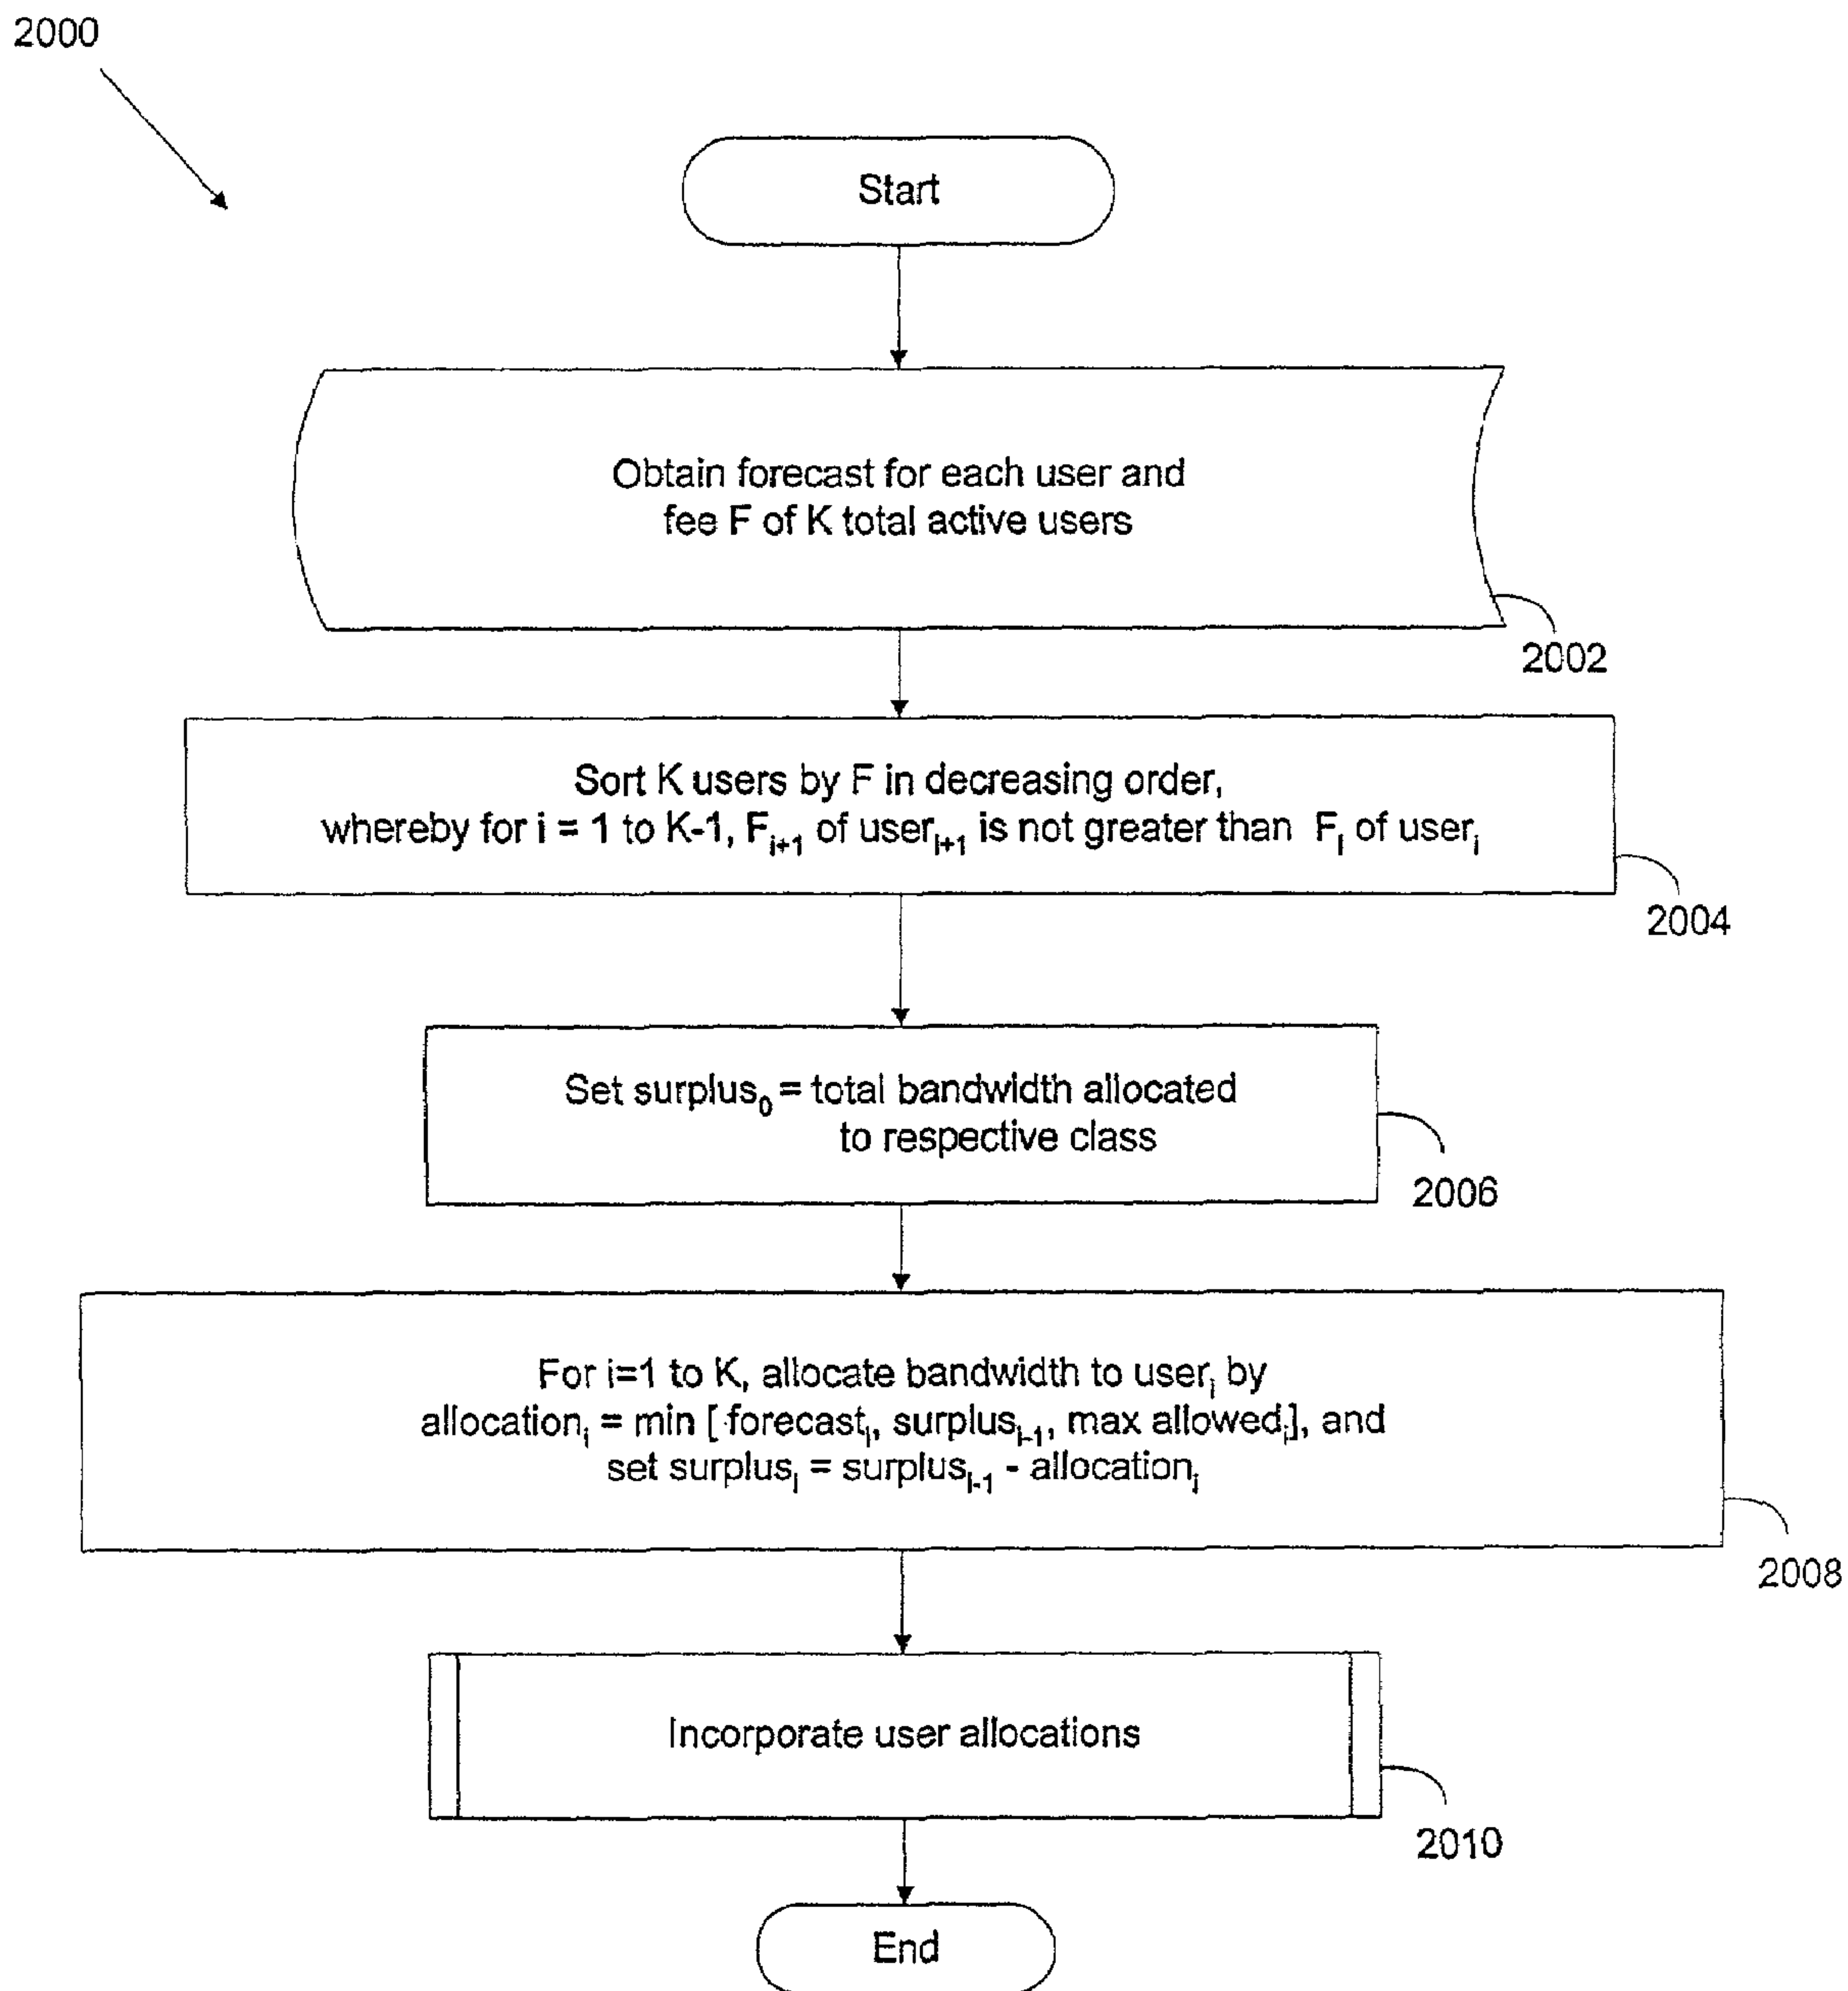 2000
Start
Obtain forecast for each user and
fee F of K total active users
2002
Sort K users by F in decreasing order,
whereby for i = 1 to K-1, Fᵢ₊₁ of userᵢ₊₁ is not greater than Fᵢ of userᵢ
2004
Set surplus₀ = total bandwidth allocated
to respective class
2006
For i=1 to K, allocate bandwidth to userᵢ by
allocationᵢ = min [ forecastᵢ, surplusᵢ₋₁, max allowedᵢ], and
set surplusᵢ = surplusᵢ₋₁ - allocationᵢ
2008
Incorporate user allocations
2010
End